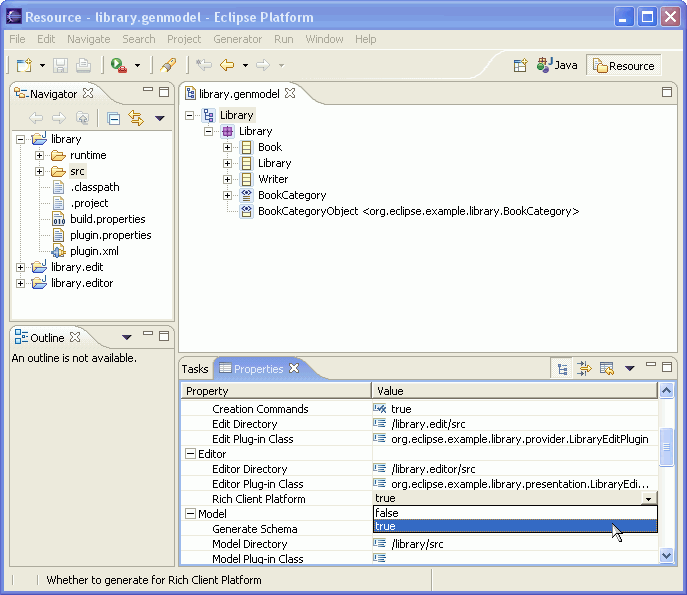 Resource - library.genmodel - Eclipse Platform
File Edit Navigate Search Project Generator Run Window Help
Java Resource
Navigator
library
runtime
src
.classpath
.project
build.properties
plugin.properties
plugin.xml
library.edit
library.editor
library.genmodel
Library
Library
Book
Library
Writer
BookCategory
BookCategoryObject <org.eclipse.example.library.BookCategory>
Outline
An outline is not available.
Tasks Properties
Property Value
Creation Commands true
Edit Directory /library.edit/src
Edit Plug-in Class org.eclipse.example.library.provider.LibraryEditPlugin
Editor
Editor Directory /library.editor/src
Editor Plug-in Class org.eclipse.example.library.presentation.LibraryEdi...
Rich Client Platform true
false
true
Model
Generate Schema
Model Directory /library/src
Model Plug-in Class
Whether to generate for Rich Client Platform